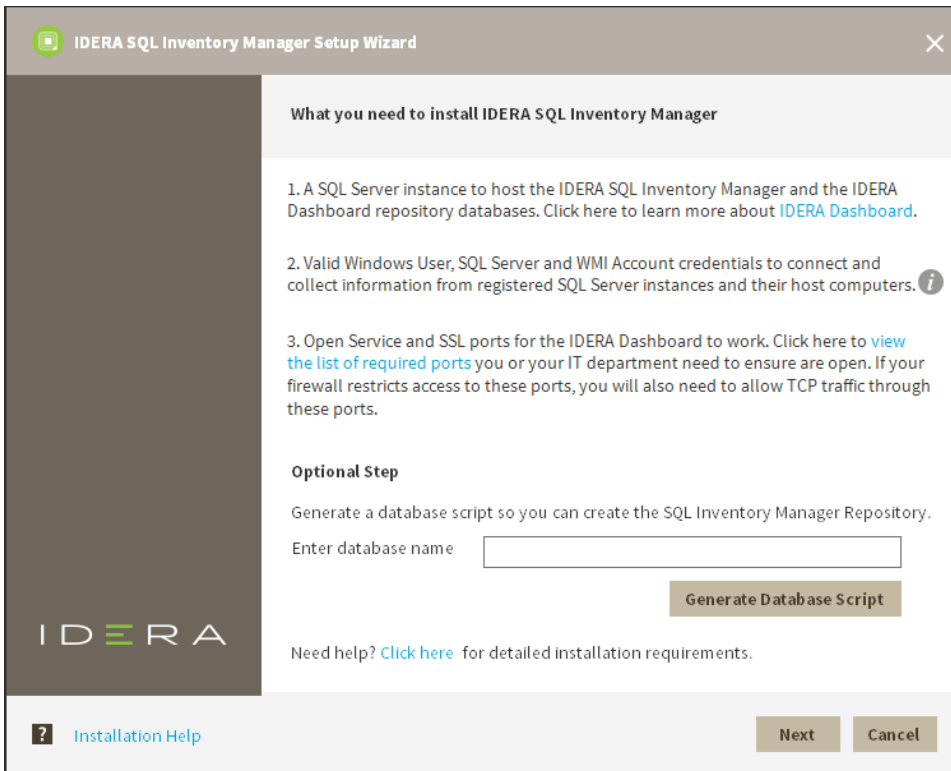 IDERA SQL Inventory Manager Setup Wizard
What you need to install IDERA SQL Inventory Manager
1. A SQL Server instance to host the IDERA SQL Inventory Manager and the IDERA
Dashboard repository databases. Click here to learn more about IDERA Dashboard.
2. Valid Windows User, SQL Server and WMI Account credentials to connect and
collect information from registered SQL Server instances and their host computers.
3. Open Service and SSL ports for the IDERA Dashboard to work. Click here to view
the list of required ports you or your IT department need to ensure are open. If your
firewall restricts access to these ports, you will also need to allow TCP traffic through
these ports.
Optional Step
Generate a database script so you can create the SQL Inventory Manager Repository.
Enter database name
Generate Database Script
IDERA
Need help? Click here for detailed installation requirements.
? Installation Help
Next
Cancel